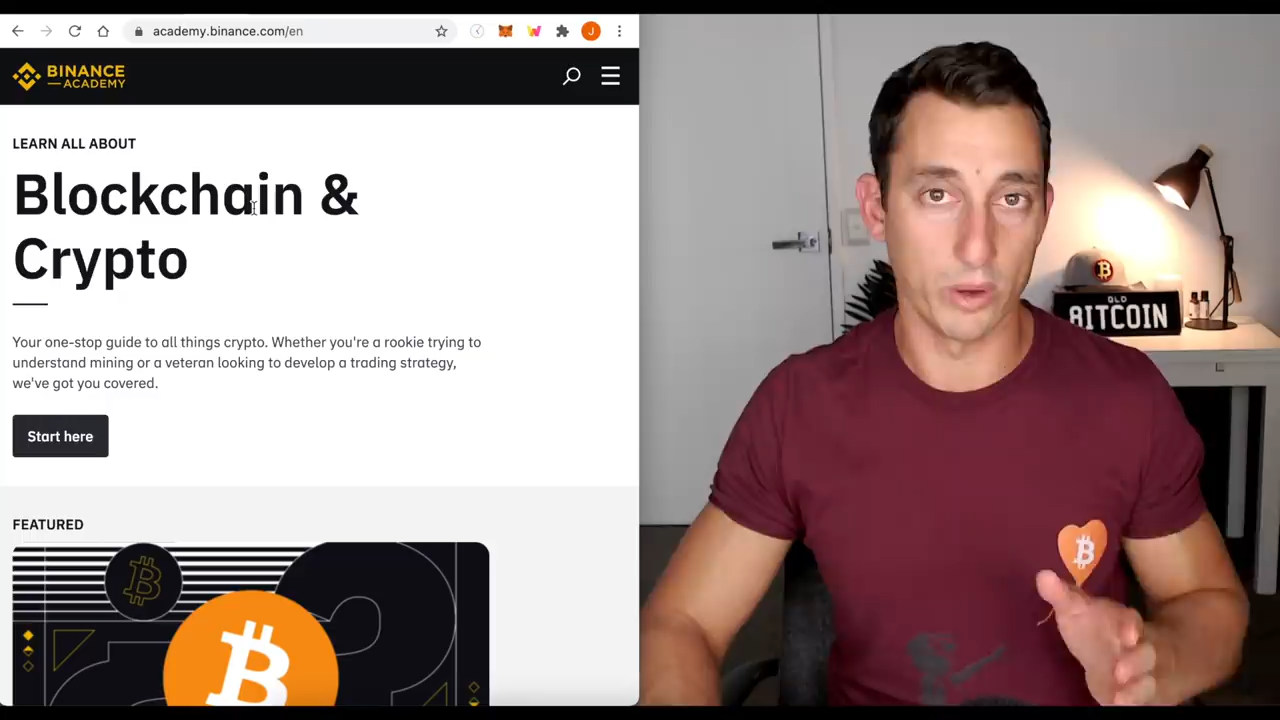 academy.binance.com/en
J
BINANCE
ACADEMY
LEARN ALL ABOUT
Blockchain &
Crypto
Your one-stop guide to all things crypto. Whether you're a rookie trying to
understand mining or a veteran looking to develop a trading strategy,
we've got you covered.
Start here
FEATURED
QLD
BITCOIN